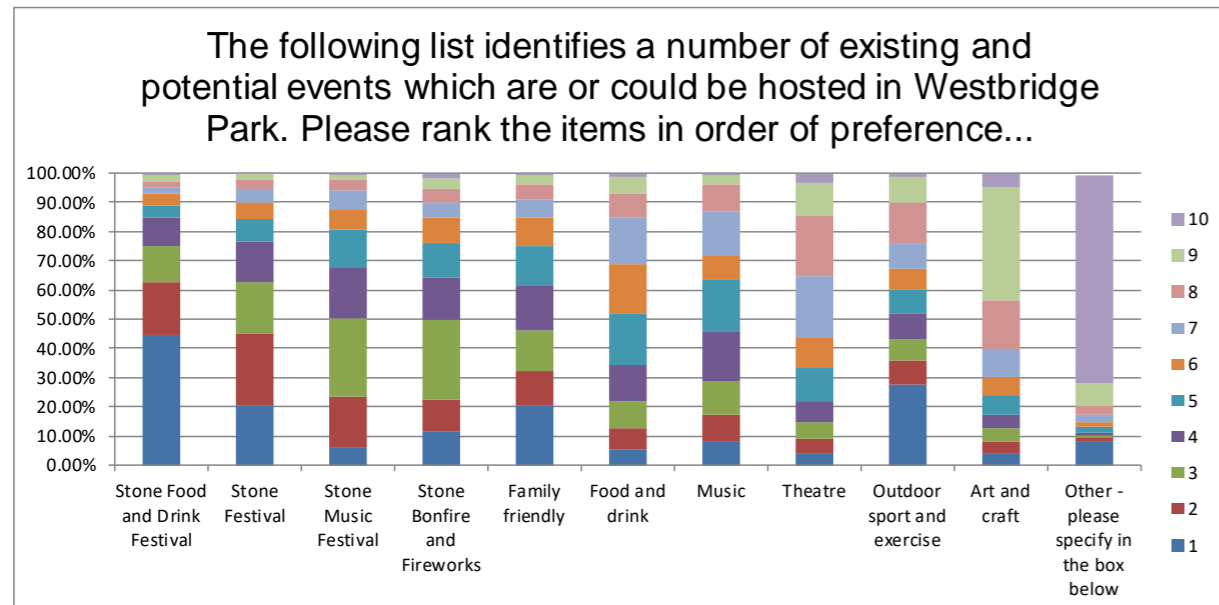 The following list identifies a number of existing and
potential events which are or could be hosted in Westbridge
Park. Please rank the items in order of preference...
100.00%
90.00%
80.00%
70.00%
60.00%
50.00%
40.00%
30.00%
20.00%
10.00%
0.00%
Stone Food
and Drink
Festival
Stone
Festival
Stone
Music
Festival
Stone
Bonfire
and
Fireworks
Family
friendly
Food and
drink
Music
Theatre
Outdoor
sport and
exercise
Art and
craft
Other -
please
specify in
the box
below
10
9
8
7
6
5
4
3
2
1